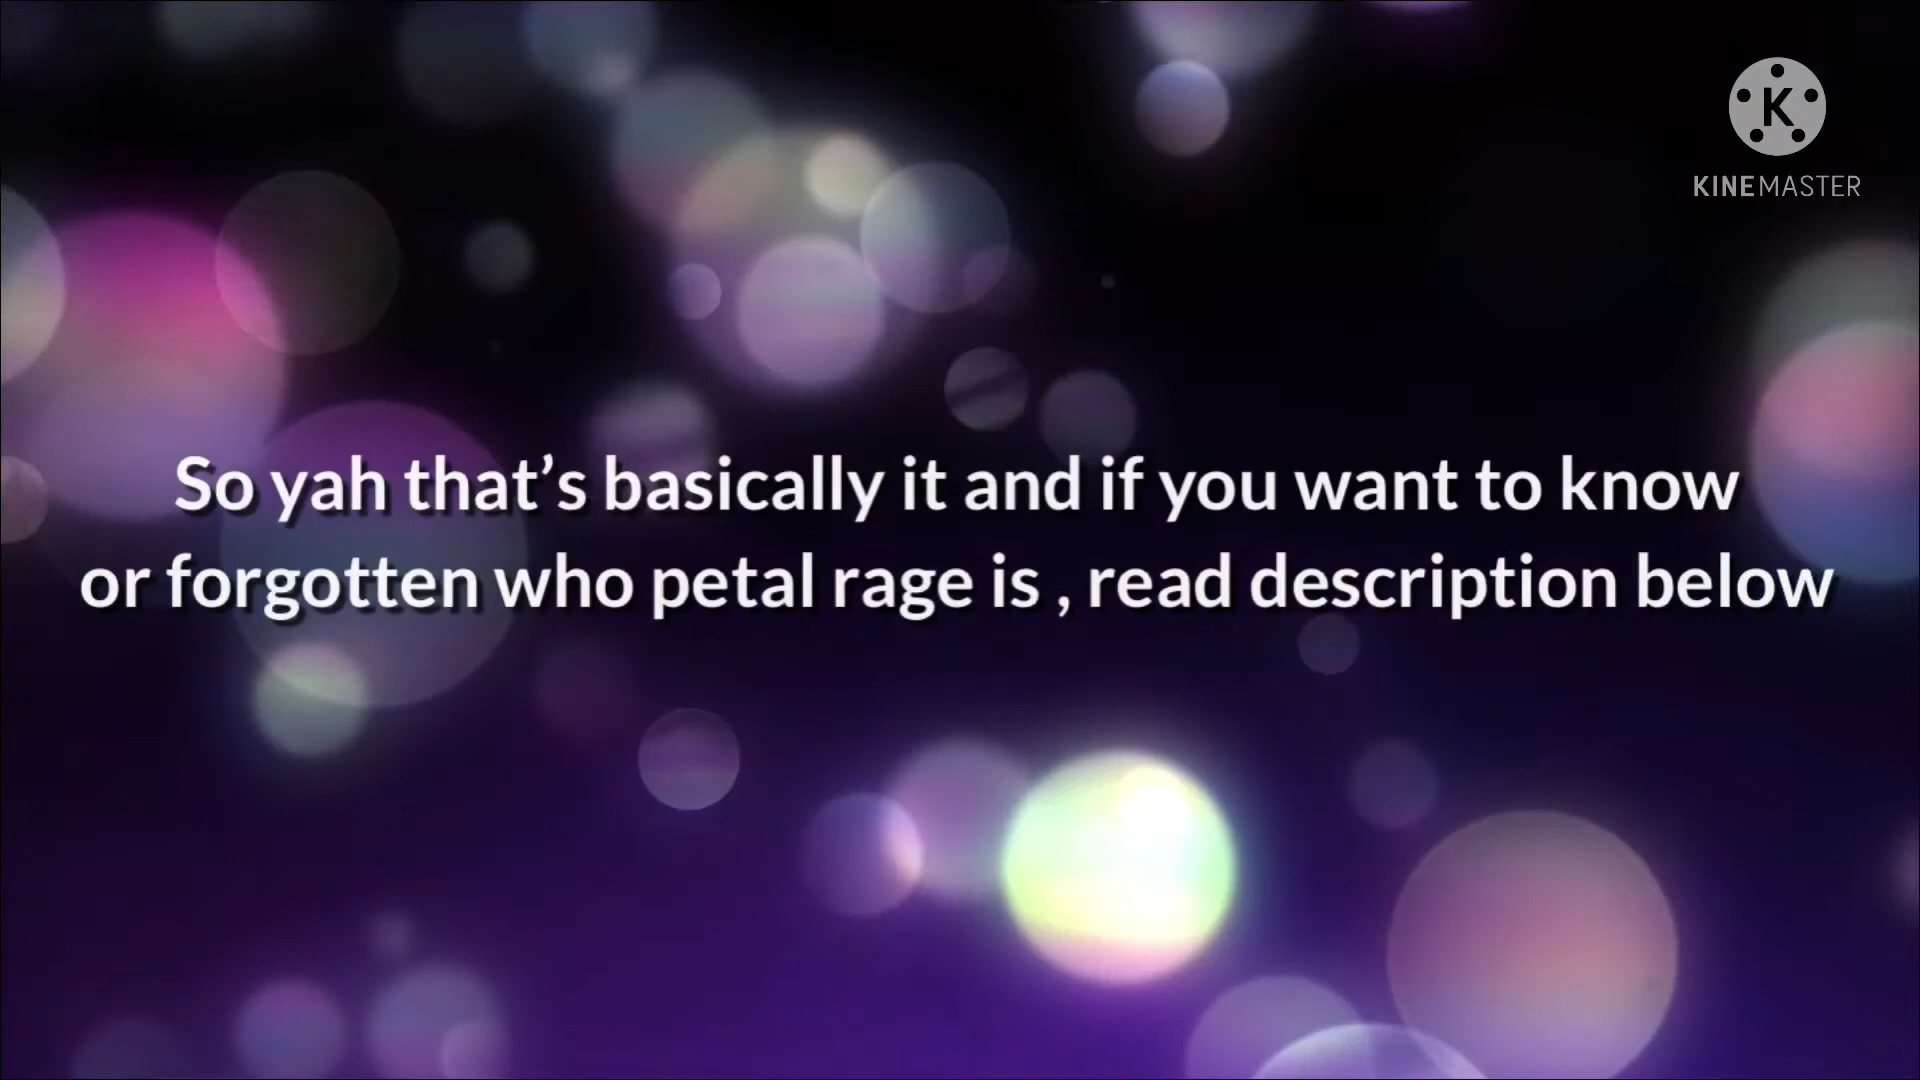 K
KINEMASTER
So yah that’s basically it and if you want to know
or forgotten who petal rage is , read description below